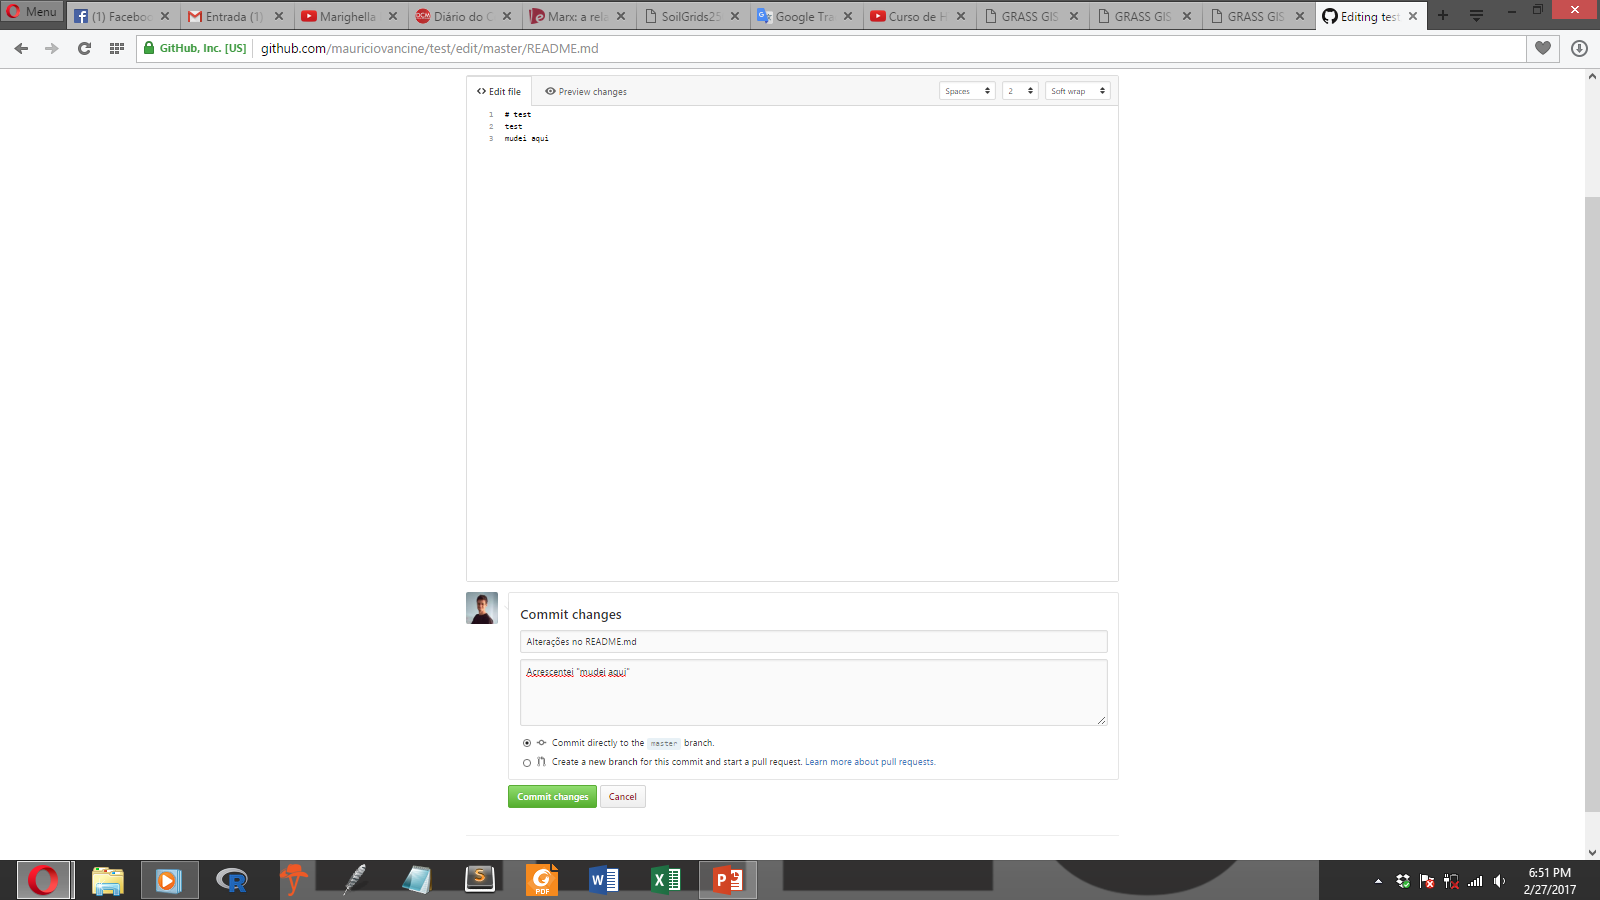 Menu
(1) Faceboc
Entrada (1)
Marighella
DCM Diário do C
Marx: a rela
SoilGrids25
Google Tra
Curso de H
GRASS GIS
GRASS GIS
GRASS GIS
Editing test
GitHub, Inc. [US]
github.com/mauriciovancine/test/edit/master/README.md
Edit file
Preview changes
Spaces
2
Soft wrap
1 # test
2 test
3 mudei aqui
Commit changes
Alterações no README.md
Acrescentei "mudei aqui"
Commit directly to the master branch.
Create a new branch for this commit and start a pull request. Learn more about pull requests.
Commit changes
Cancel
6:51 PM
2/27/2017